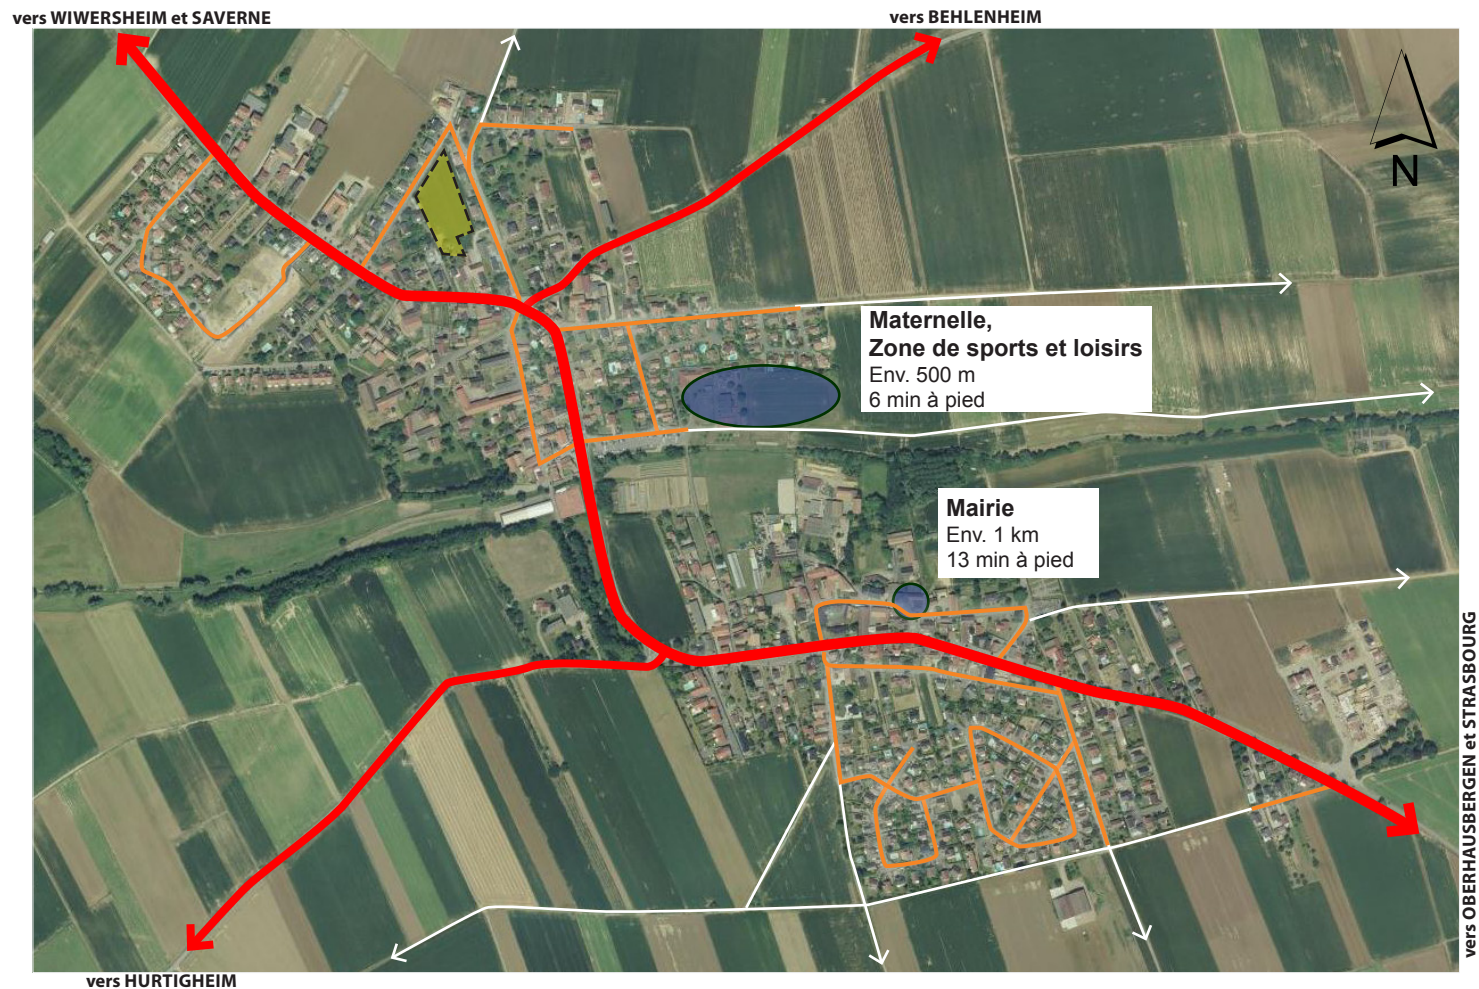 vers WIWERSHEIM et SAVERNE
vers BEHLENHEIM
N
Maternelle,
Zone de sports et loisirs
Env. 500 m
6 min à pied
Mairie
Env. 1 km
13 min à pied
vers OBERHAUSBERGEN et STRASBOURG
vers HURTIGHEIM